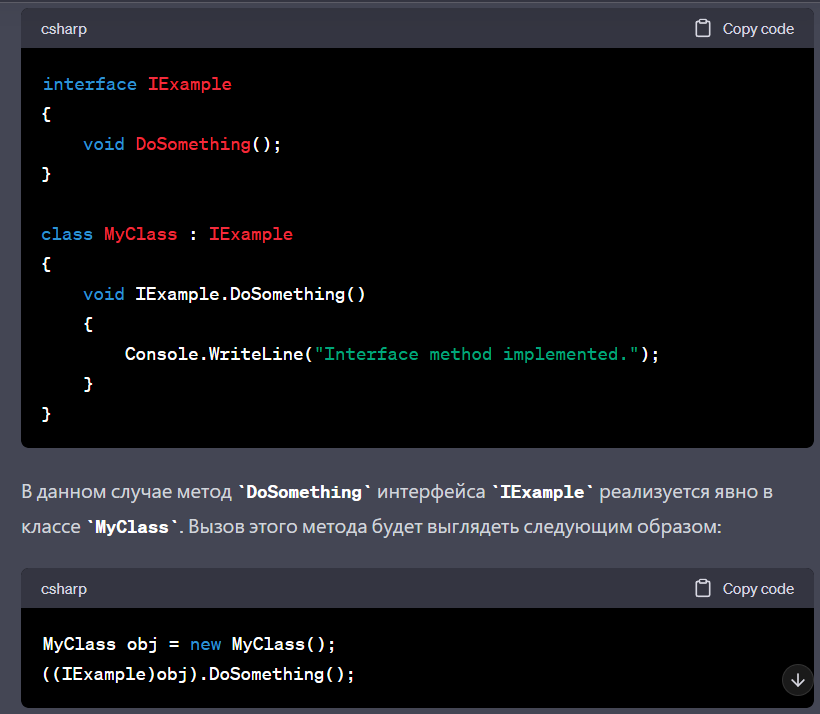 csharp
Copy code
interface IExample
{
    void DoSomething();
}
class MyClass : IExample
{
    void IExample.DoSomething()
    {
        Console.WriteLine("Interface method implemented.");
    }
}
В данном случае метод `DoSomething` интерфейса `IExample` реализуется явно в
классе `MyClass`. Вызов этого метода будет выглядеть следующим образом:
csharp
Copy code
MyClass obj = new MyClass();
((IExample)obj).DoSomething();